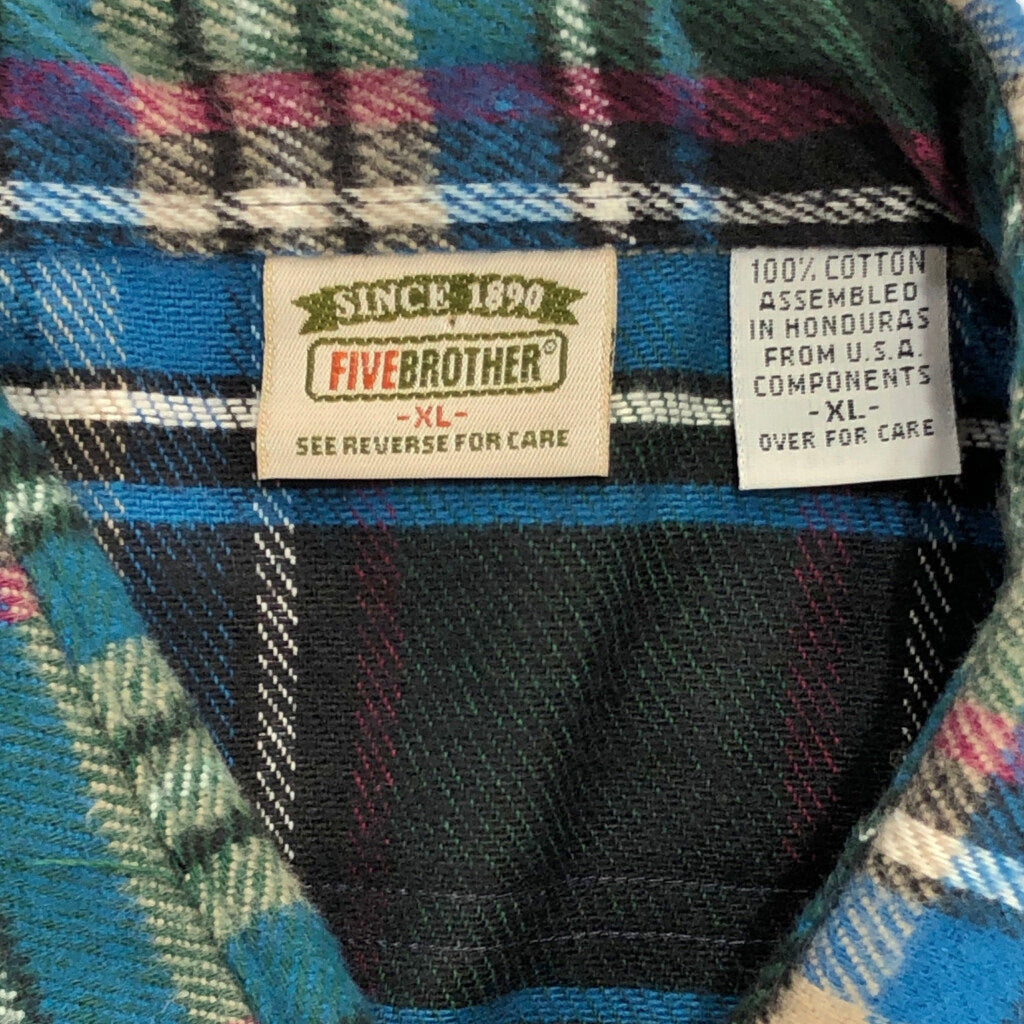 SINCE 1890
FIVEBROTHER®
-XL-
SEE REVERSE FOR CARE
100% COTTON
ASSEMBLED
IN HONDURAS
FROM U.S.A.
COMPONENTS
-XL-
OVER FOR CARE